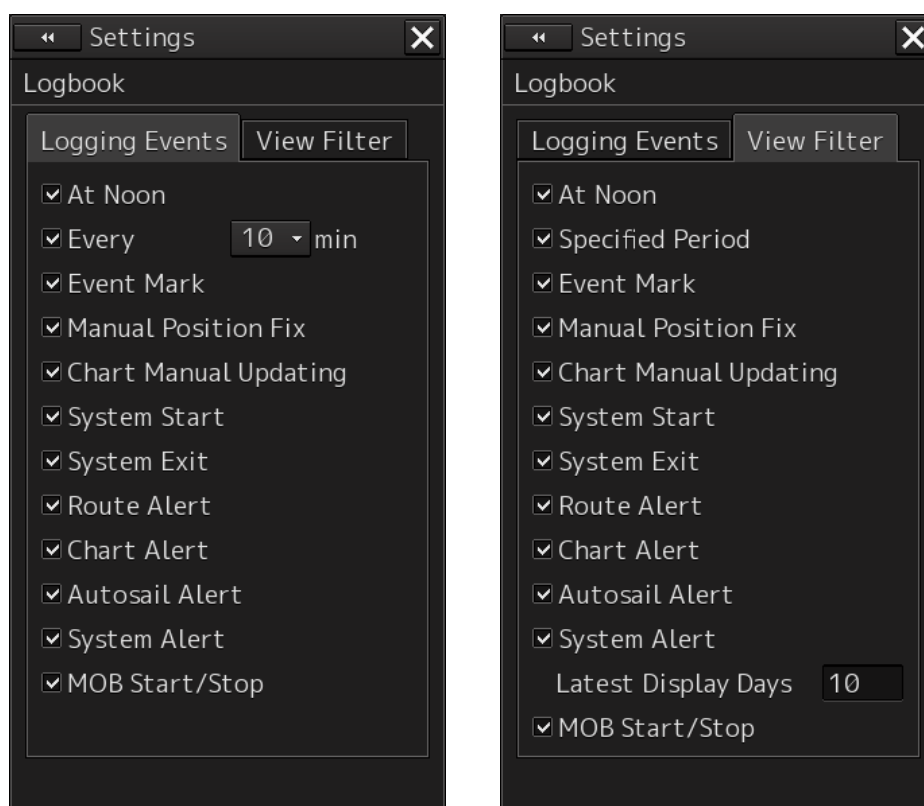 Settings
Logbook
Logging Events View Filter
At Noon
Every 10 min
Event Mark
Manual Position Fix
Chart Manual Updating
System Start
System Exit
Route Alert
Chart Alert
Autosail Alert
System Alert
MOB Start/Stop
Settings
Logbook
Logging Events View Filter
At Noon
Specified Period
Event Mark
Manual Position Fix
Chart Manual Updating
System Start
System Exit
Route Alert
Chart Alert
Autosail Alert
System Alert
Latest Display Days 10
MOB Start/Stop